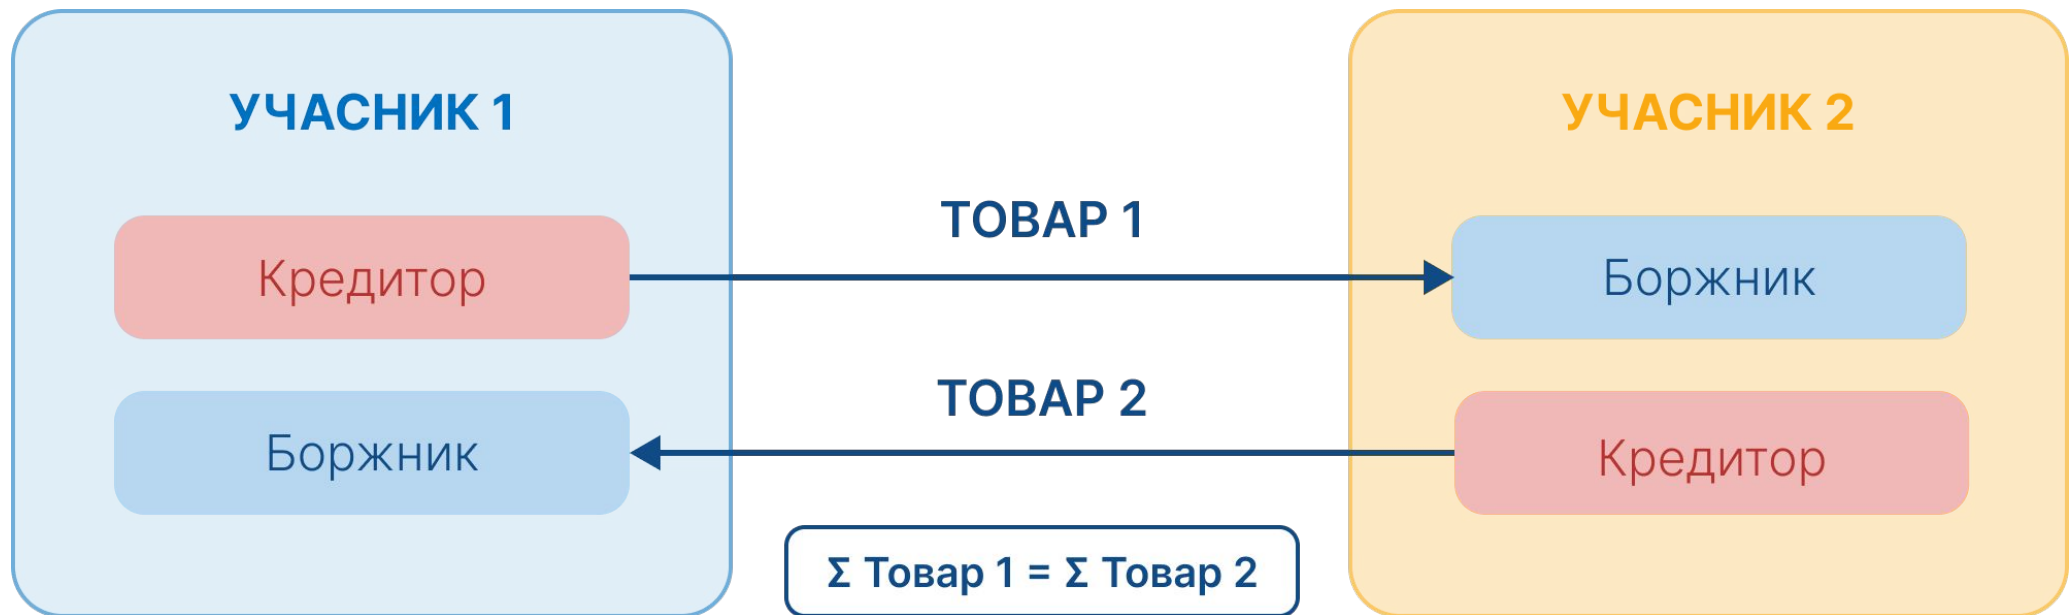 УЧАСНИК 1
УЧАСНИК 2
ТОВАР 1
Кредитор
Боржник
ТОВАР 2
Боржник
Кредитор
Σ Товар 1 = Σ Товар 2